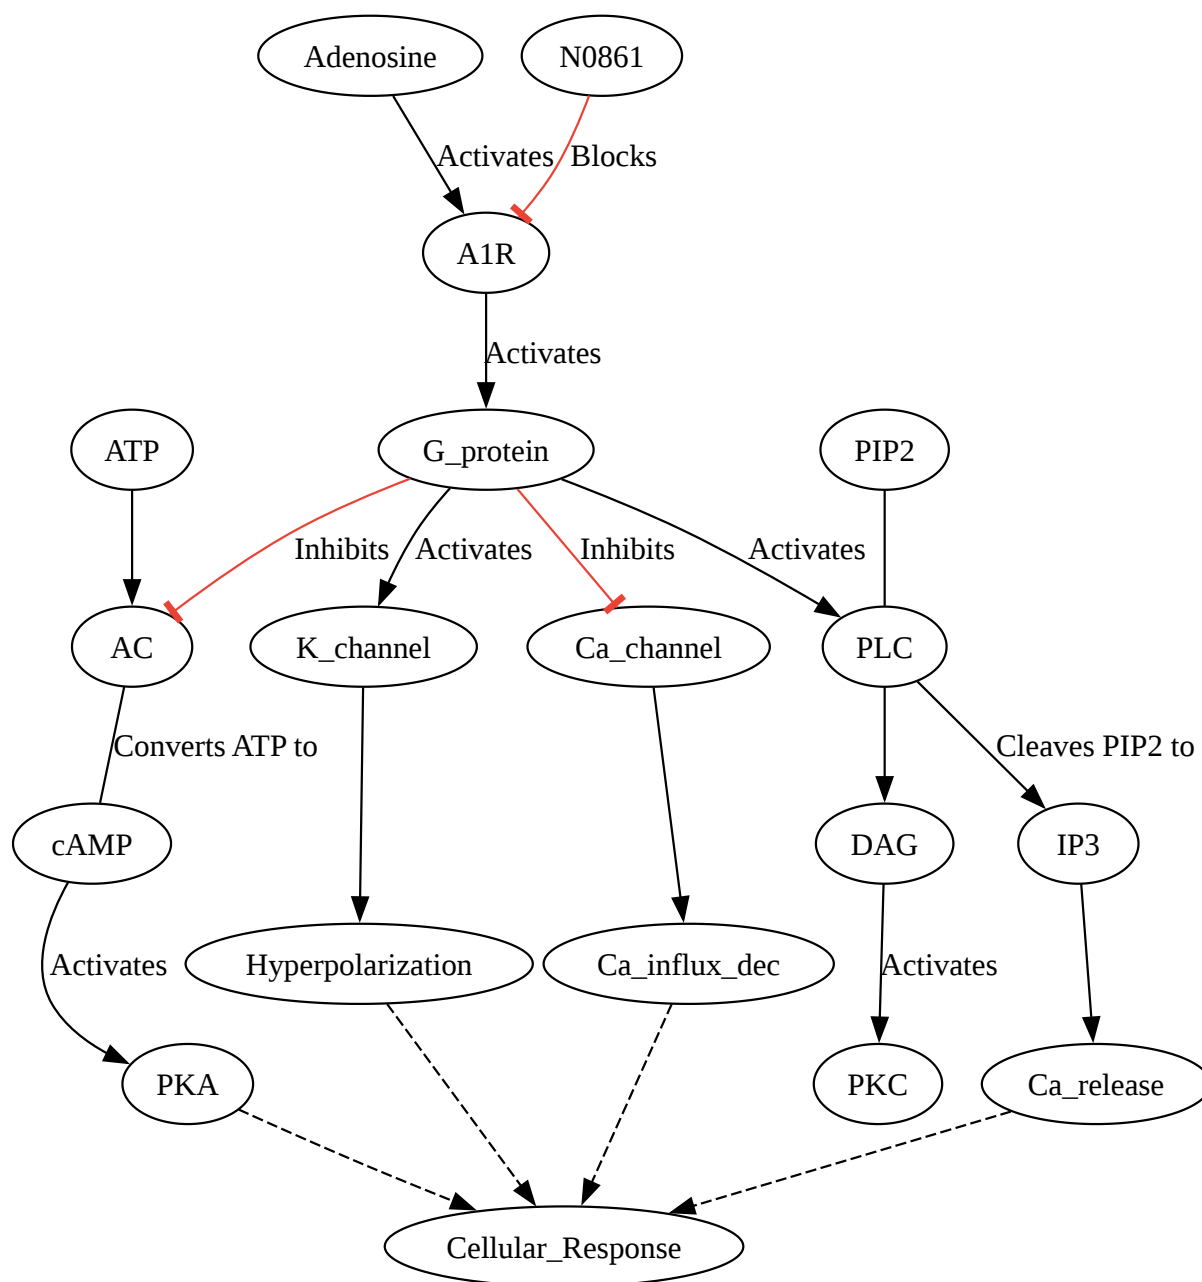 Adenosine
N0861
Activates
Blocks
A1R
Activates
ATP
G_protein
PIP2
Inhibits
Activates
Inhibits
Activates
AC
K_channel
Ca_channel
PLC
Converts ATP to
Cleaves PIP2 to
cAMP
DAG
IP3
Activates
Hyperpolarization
Ca_influx_dec
Activates
PKA
PKC
Ca_release
Cellular_Response